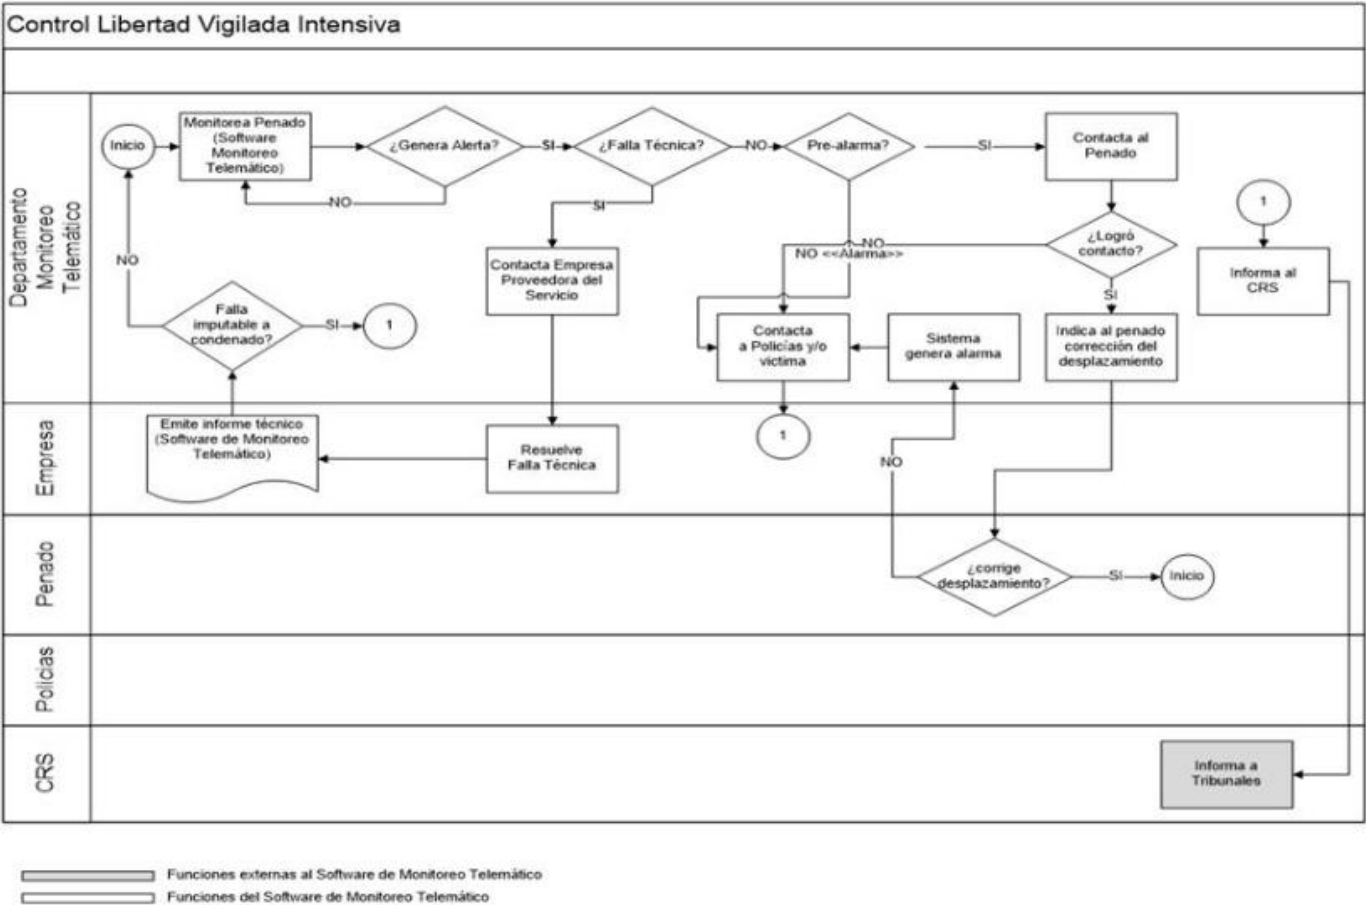 Control Libertad Vigilada Intensiva
Departamento
Monitoreo
Telemático
Inicio
Monitorea Penado
(Software
Monitoreo
Telemático)
¿Genera Alerta?
SI
¿Falla Técnica?
NO
Pre-alarma?
SI
Contacta al
Penado
NO
SI
1
¿Logró
contacto?
NO
NO <<Alarma>>
NO
Contacta Empresa
Proveedora del
Servicio
Informa al
CRS
SI
Falla
imputable a
condenado?
SI
1
Contacta
a Policías y/o
victima
Sistema
genera alarma
Indica al penado
corrección del
desplazamiento
Empresa
Emite informe técnico
(Software de Monitoreo
Telemático)
Resuelve
Falla Técnica
1
NO
Penado
¿corrige
desplazamiento?
SI
Inicio
Policias
CRS
Informa a
Tribunales
Funciones externas al Software de Monitoreo Telemático
Funciones del Software de Monitoreo Telemático